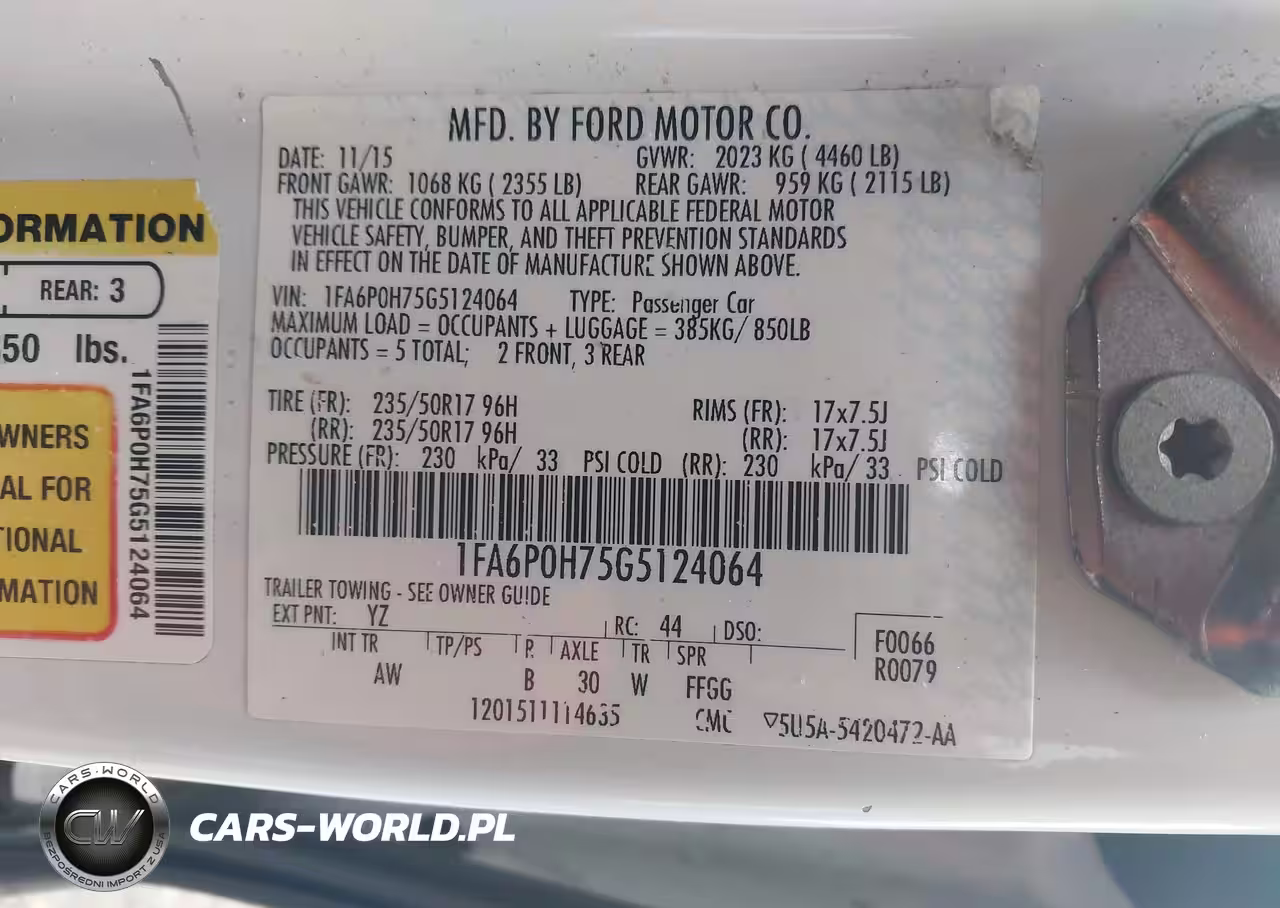 MFD. BY FORD MOTOR CO.
DATE: 11/15 GVWR: 2023 KG ( 4460 LB)
FRONT GAWR: 1068 KG ( 2355 LB) REAR GAWR: 959 KG ( 2115 LB)
THIS VEHICLE CONFORMS TO ALL APPLICABLE FEDERAL MOTOR
VEHICLE SAFETY, BUMPER, AND THEFT PREVENTION STANDARDS
IN EFFECT ON THE DATE OF MANUFACTURE SHOWN ABOVE.
VIN: 1FA6P0H75G5124064 TYPE: Passenger Car
MAXIMUM LOAD = OCCUPANTS + LUGGAGE = 385KG/ 850LB
OCCUPANTS = 5 TOTAL; 2 FRONT, 3 REAR
TIRE (FR): 235/50R17 96H RIMS (FR): 17x7.5J
(RR): 235/50R17 96H (RR): 17x7.5J
PRESSURE (FR): 230 kPa/ 33 PSI COLD (RR): 230 kPa/ 33 PSI COLD
1FA6P0H75G5124064
TRAILER TOWING - SEE OWNER GUIDE
EXT PNT: YZ RC: 44 DSO:
INT TR TP/PS R AXLE TR SPR
AW B 30 W FFGG
F0066
R0079
1201511114635 CMC ▽5U5A-5420472-AA
ORMATION
REAR: 3
50 lbs.
1FA6P0H75G5124064
WNERS
AL FOR
TIONAL
MATION
CARS-WORLD
CW
BEZPOŚREDNI IMPORT Z USA
CARS-WORLD.PL